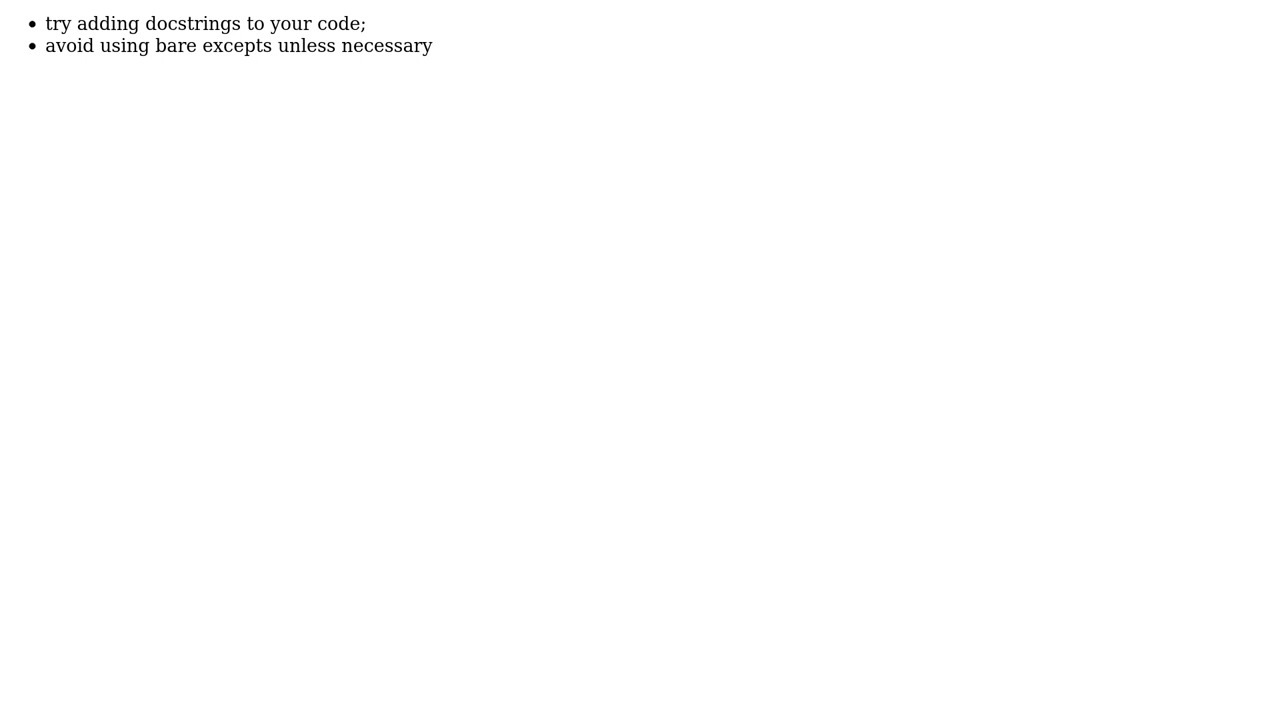 • try adding docstrings to your code;
• avoid using bare excepts unless necessary